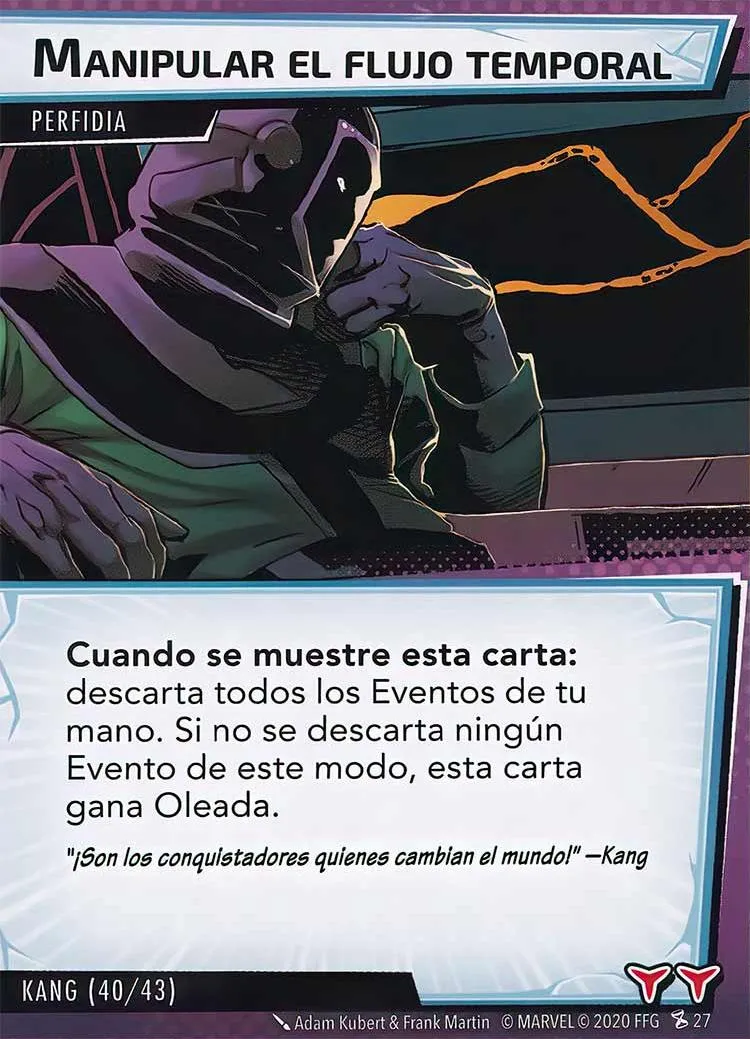 MANIPULAR EL FLUJO TEMPORAL
PERFIDIA
Cuando se muestre esta carta:
descarta todos los Eventos de tu
mano. Si no se descarta ningún
Evento de este modo, esta carta
gana Oleada.
"¡Son los conquistadores quienes cambian el mundo!" —Kang
KANG (40/43)
Adam Kubert & Frank Martin © MARVEL © 2020 FFG 27